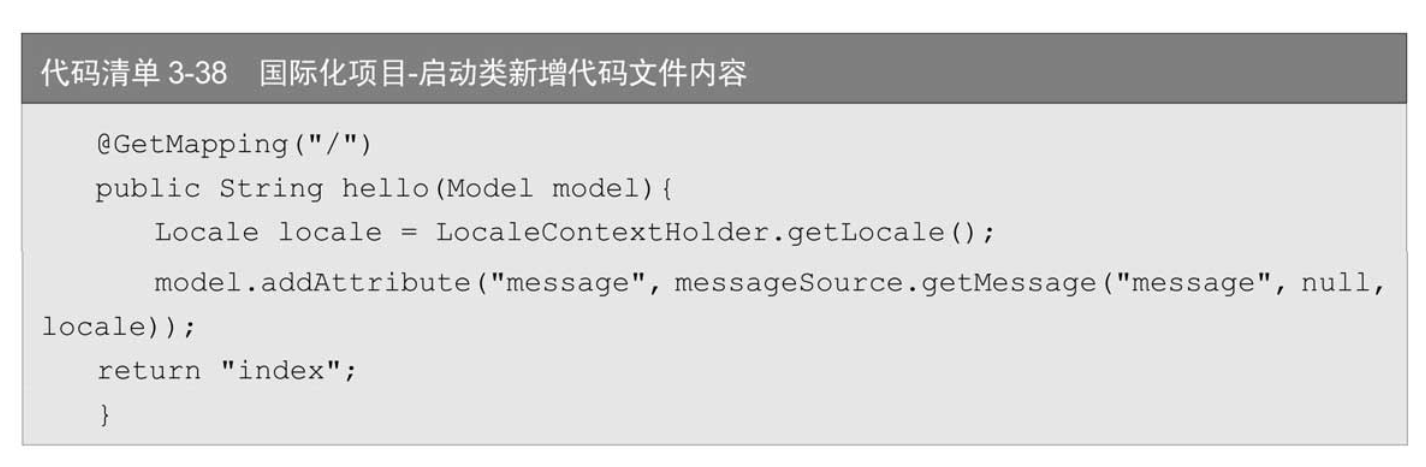 代码清单 3-38 国际化项目-启动类新增代码文件内容
@GetMapping("/")
public String hello(Model model){
Locale locale = LocaleContextHolder.getLocale();
model.addAttribute("message", messageSource.getMessage("message", null,
locale));
return "index";
}